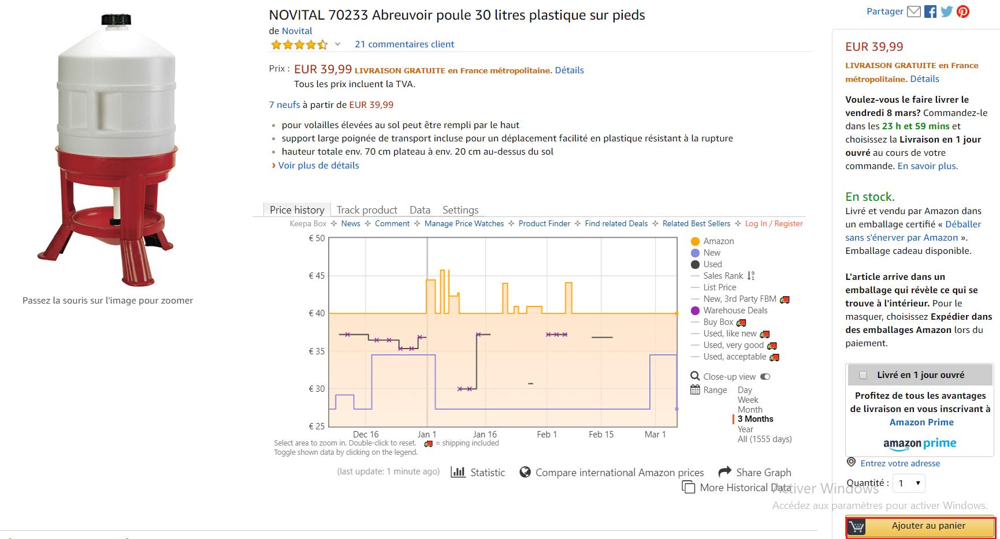 NOVITAL 70233 Abreuvoir poule 30 litres plastique sur pieds
de Novital
21 commentaires client
Prix : EUR 39,99 LIVRAISON GRATUITE en France métropolitaine. Détails
Tous les prix incluent la TVA.
7 neufs à partir de EUR 39,99
pour volailles élevées au sol peut être rempli par le haut
support large poignée de transport incluse pour un déplacement facilité en plastique résistant à la rupture
hauteur totale env. 70 cm plateau à env. 20 cm au-dessus du sol
› Voir plus de détails
Passez la souris sur l'image pour zoomer
Price history Track product Data Settings
Keepa Box News Comment Manage Price Watches Product Finder Find related Deals Related Best Sellers Log In / Register
€ 50
€ 45
€ 40
€ 35
€ 30
€ 25
Dec 16 Jan 1 Jan 16 Feb 1 Feb 15 Mar 1
Select area to zoom in. Double-click to reset. = shipping included
Toggle shown data by clicking on the legend.
Amazon
New
Used
Sales Rank
List Price
New, 3rd Party FBM
Warehouse Deals
Buy Box
Used, like new
Used, very good
Used, acceptable
Close-up view
Range
Day
Week
Month
3 Months
Year
All (1555 days)
(last update: 1 minute ago) Statistic Compare international Amazon prices Share Graph
More Historical Data
Partager
EUR 39,99
LIVRAISON GRATUITE en France
métropolitaine. Détails
Voulez-vous le faire livrer le
vendredi 8 mars? Commandez-le
dans les 23 h et 59 mins et
choisissez la Livraison en 1 jour
ouvré au cours de votre
commande. En savoir plus.
En stock.
Livré et vendu par Amazon dans
un emballage certifié « Déballer
sans s'énerver par Amazon ».
Emballage cadeau disponible.
L'article arrive dans un
emballage qui révèle ce qui se
trouve à l'intérieur. Pour le
masquer, choisissez Expédier dans
des emballages Amazon lors du
paiement.
Livré en 1 jour ouvré
Profitez de tous les avantages
de livraison en vous inscrivant à
Amazon Prime
amazon prime
Entrez votre adresse
Quantité : 1
Activer Windows
Accédez aux paramètres pour activer Windows.
Ajouter au panier